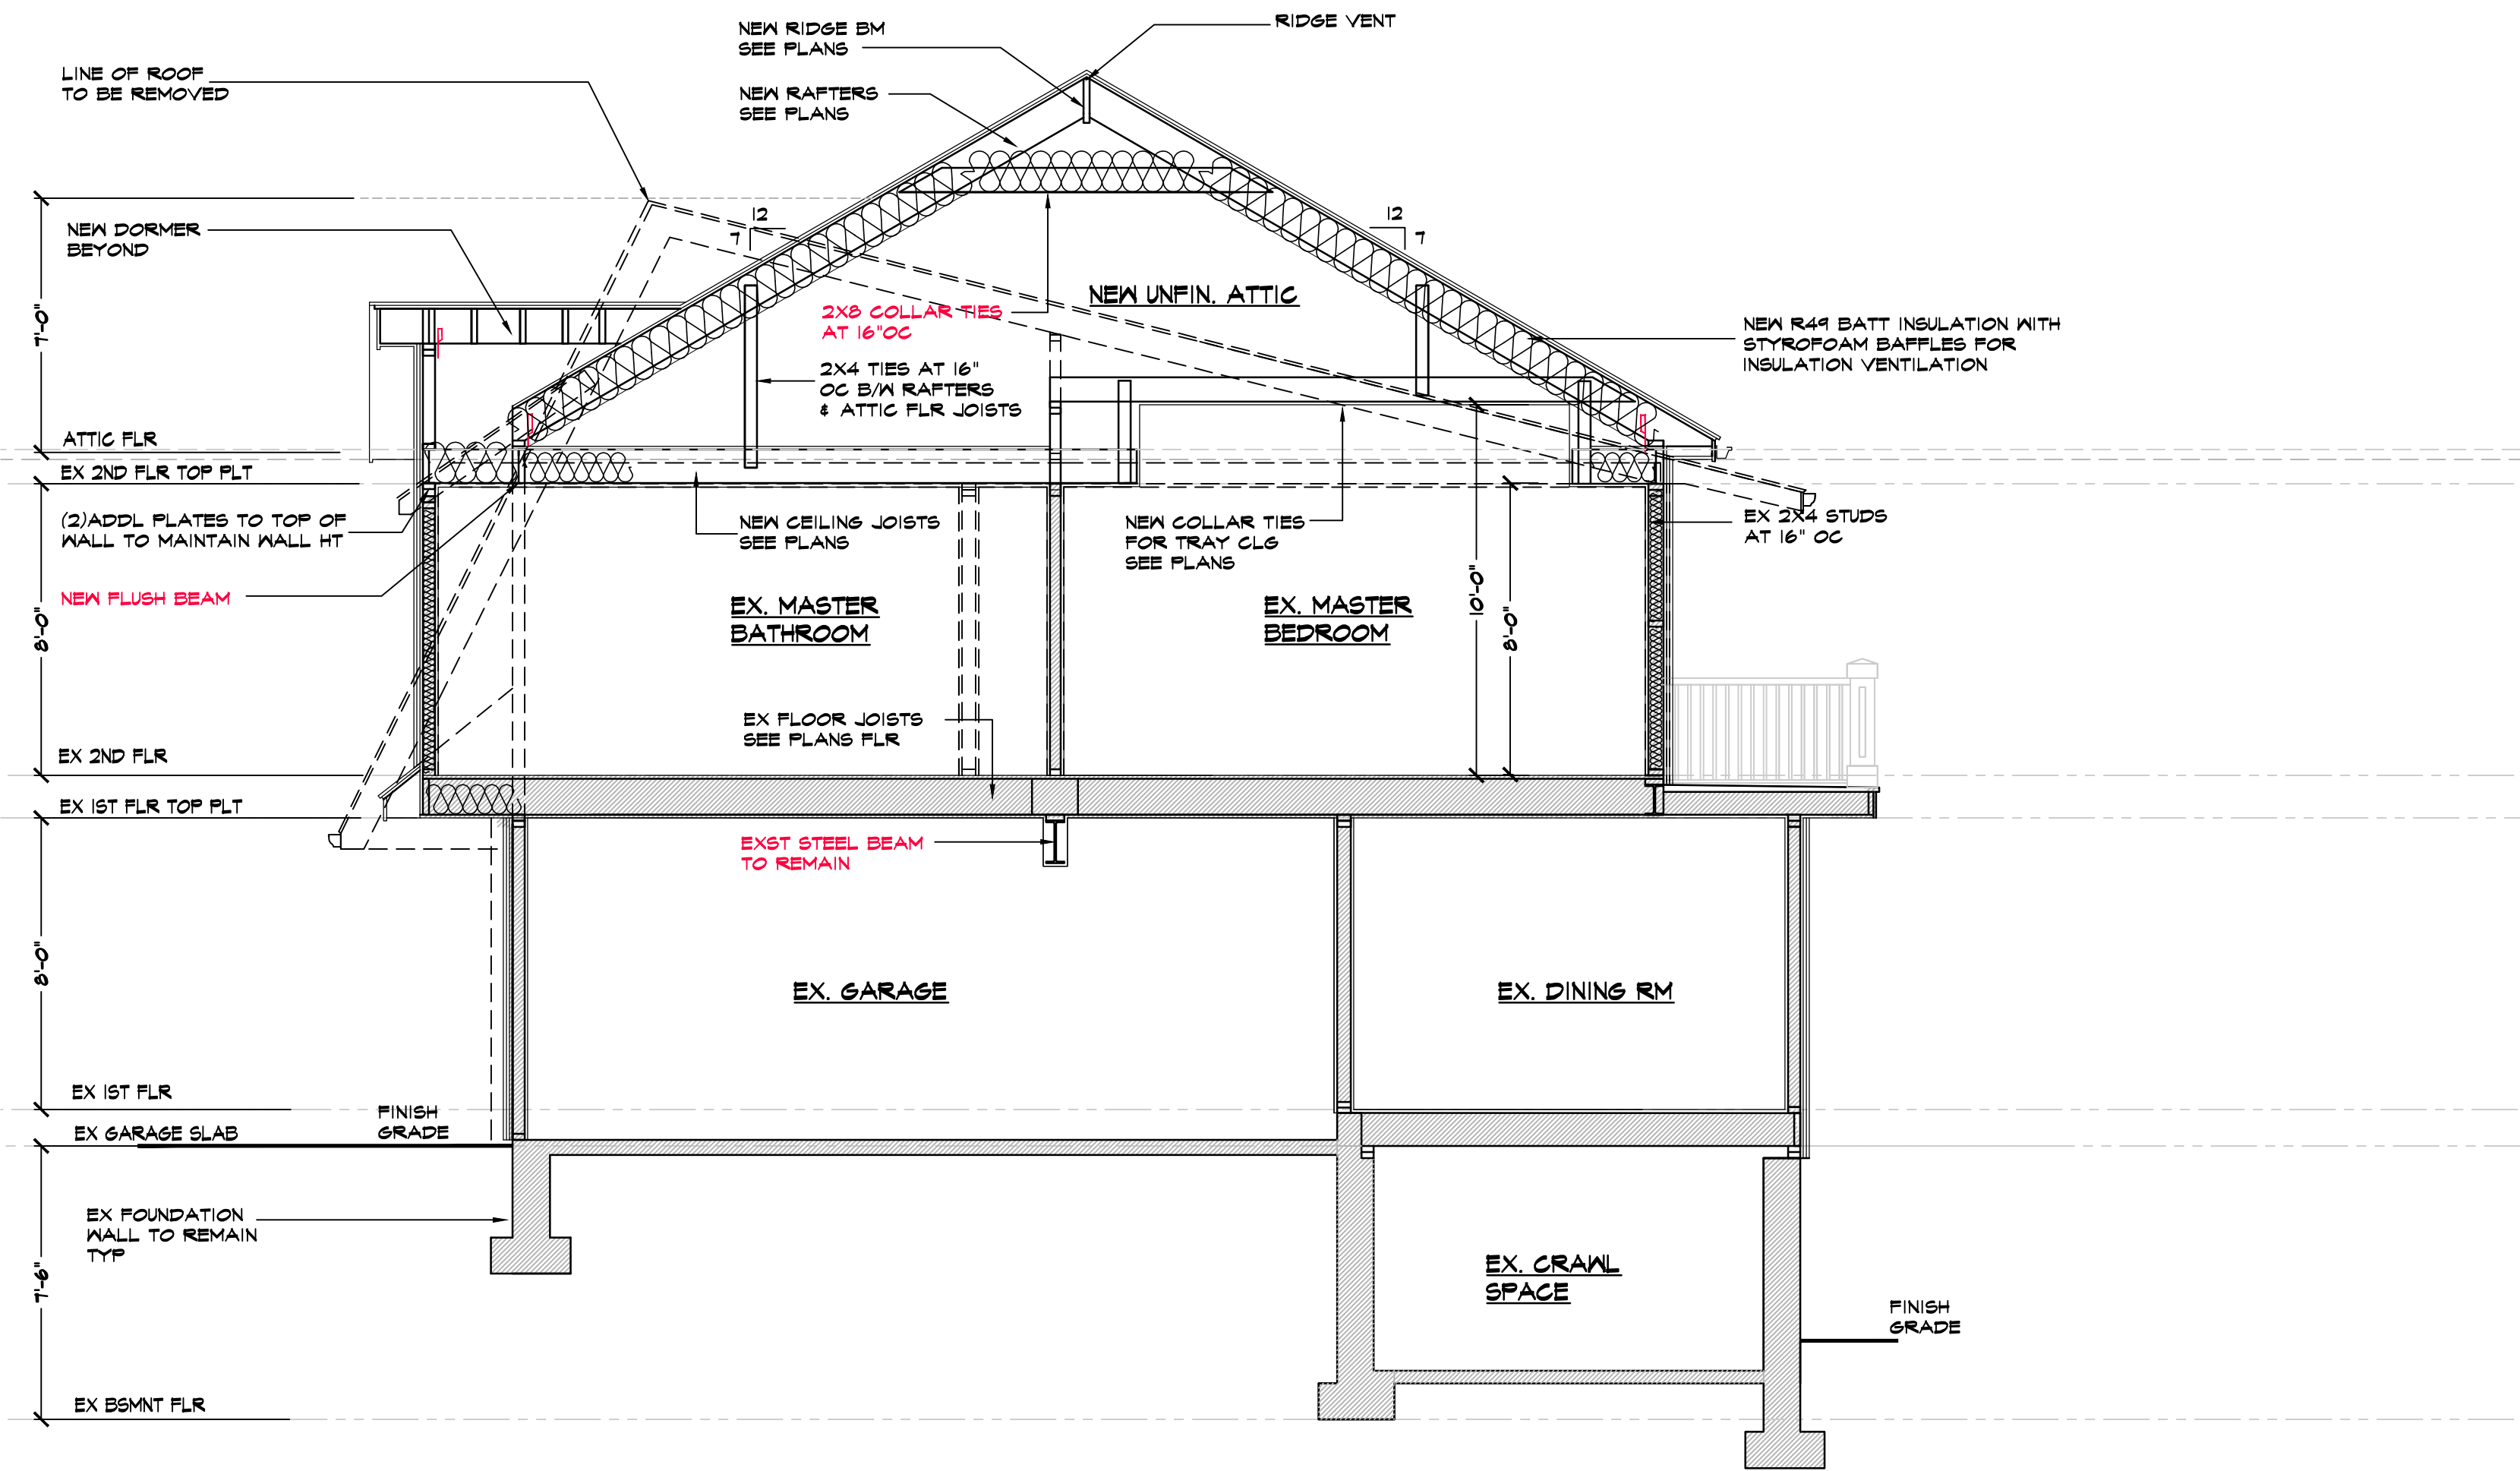 RIDGE VENT
NEW RIDGE BM
SEE PLANS
LINE OF ROOF
TO BE REMOVED
NEW RAFTERS
SEE PLANS
12
7
12
7
NEW DORMER
BEYOND
7'-0"
NEW UNFIN. ATTIC
2X8 COLLAR TIES
AT 16"OC
NEW R49 BATT INSULATION WITH
STYROFOAM BAFFLES FOR
INSULATION VENTILATION
2X4 TIES AT 16"
OC B/W RAFTERS
& ATTIC FLR JOISTS
ATTIC FLR
EX 2ND FLR TOP PLT
(2)ADDL PLATES TO TOP OF
WALL TO MAINTAIN WALL HT
NEW CEILING JOISTS
SEE PLANS
NEW COLLAR TIES
FOR TRAY CLG
SEE PLANS
EX 2X4 STUDS
AT 16" OC
NEW FLUSH BEAM
8'-0"
EX. MASTER
BATHROOM
EX. MASTER
BEDROOM
10'-0"
8'-0"
EX FLOOR JOISTS
SEE PLANS FLR
EX 2ND FLR
EX 1ST FLR TOP PLT
EXST STEEL BEAM
TO REMAIN
8'-0"
EX. GARAGE
EX. DINING RM
EX 1ST FLR
FINISH
GRADE
EX GARAGE SLAB
EX FOUNDATION
WALL TO REMAIN
TYP
7'-6"
EX. CRAWL
SPACE
FINISH
GRADE
EX BSMNT FLR